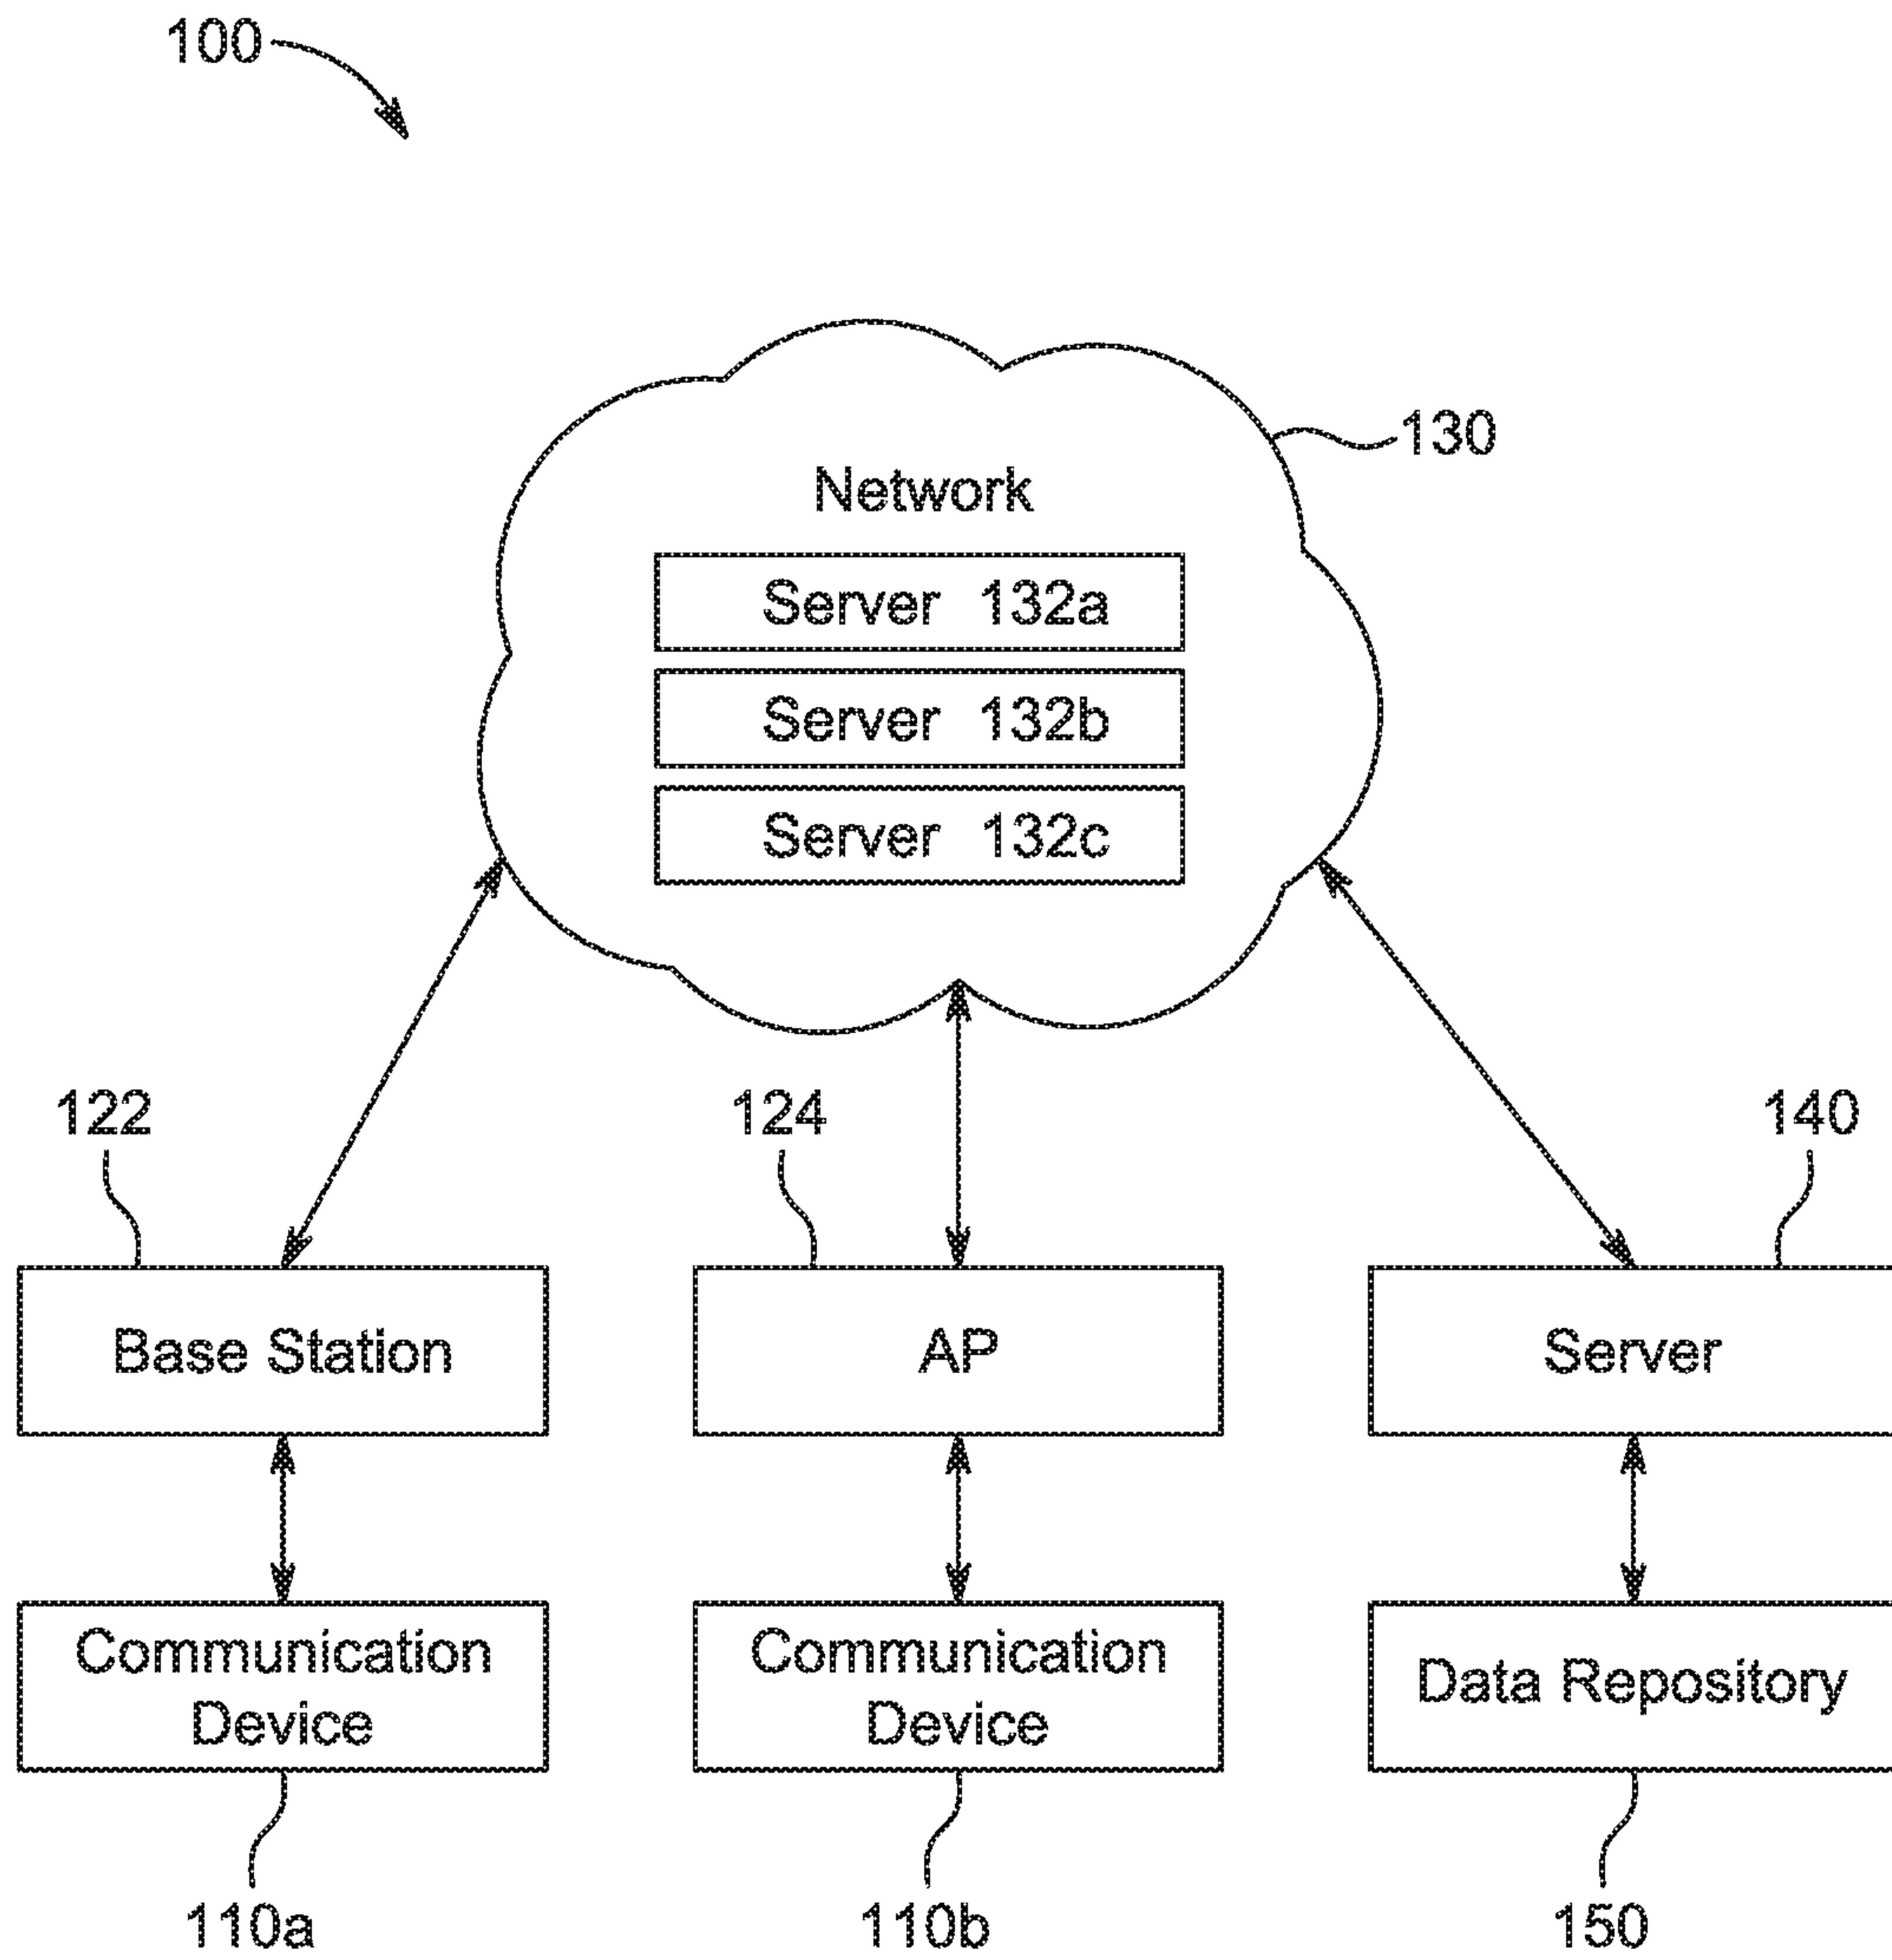 100
130
Network
Server 132a
Server 132b
Server 132c
122
124
140
Base Station
AP
Server
Communication
Device
Communication
Device
Data Repository
110a
110b
150